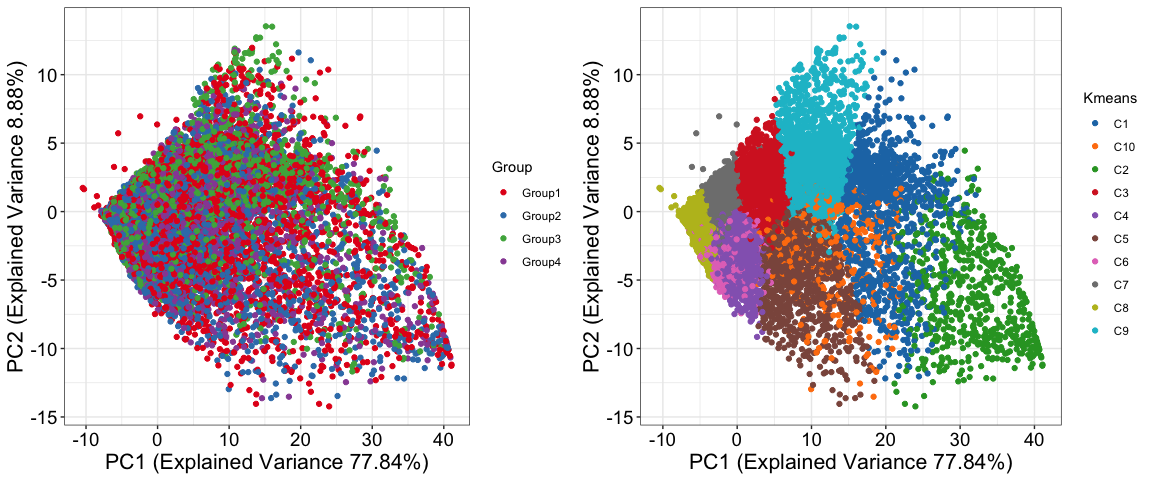 PC2 (Explained Variance 8.88%)
10
5
0
-5
-10
-15
-10
0
10
20
30
40
PC1 (Explained Variance 77.84%)
Group
Group1
Group2
Group3
Group4
PC2 (Explained Variance 8.88%)
10
5
0
-5
-10
-15
-10
0
10
20
30
40
PC1 (Explained Variance 77.84%)
Kmeans
C1
C10
C2
C3
C4
C5
C6
C7
C8
C9